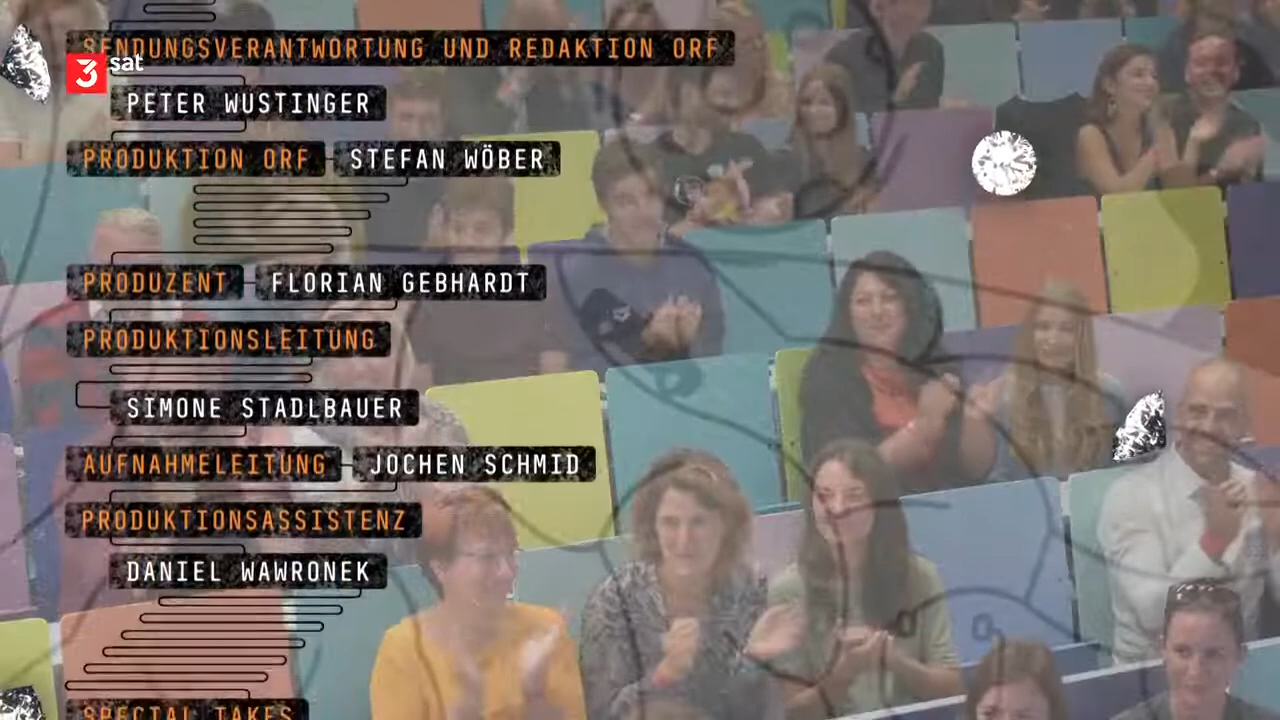 SENDUNGSVERANTWORTUNG UND REDAKTION ORF
3sat
PETER WUSTINGER
PRODUKTION ORF STEFAN WÖBER
PRODUZENT FLORIAN GEBHARDT
PRODUKTIONSLEITUNG
SIMONE STADLBAUER
AUFNAHMELEITUNG JOCHEN SCHMID
PRODUKTIONSASSISTENZ
DANIEL WAWRONEK
SPECIAL TAKES